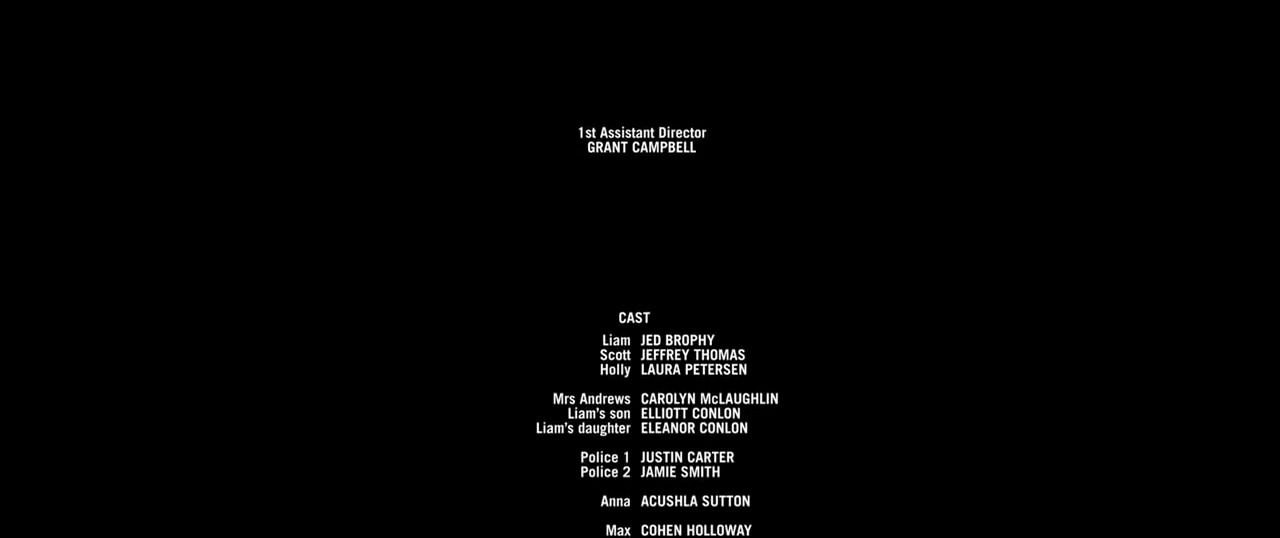 1st Assistant Director
GRANT CAMPBELL
CAST
Liam JED BROPHY
Scott JEFFREY THOMAS
Holly LAURA PETERSEN
Mrs Andrews CAROLYN McLAUGHLIN
Liam's son ELLIOTT CONLON
Liam's daughter ELEANOR CONLON
Police 1 JUSTIN CARTER
Police 2 JAMIE SMITH
Anna ACUSHLA SUTTON
Max COHEN HOLLOWAY